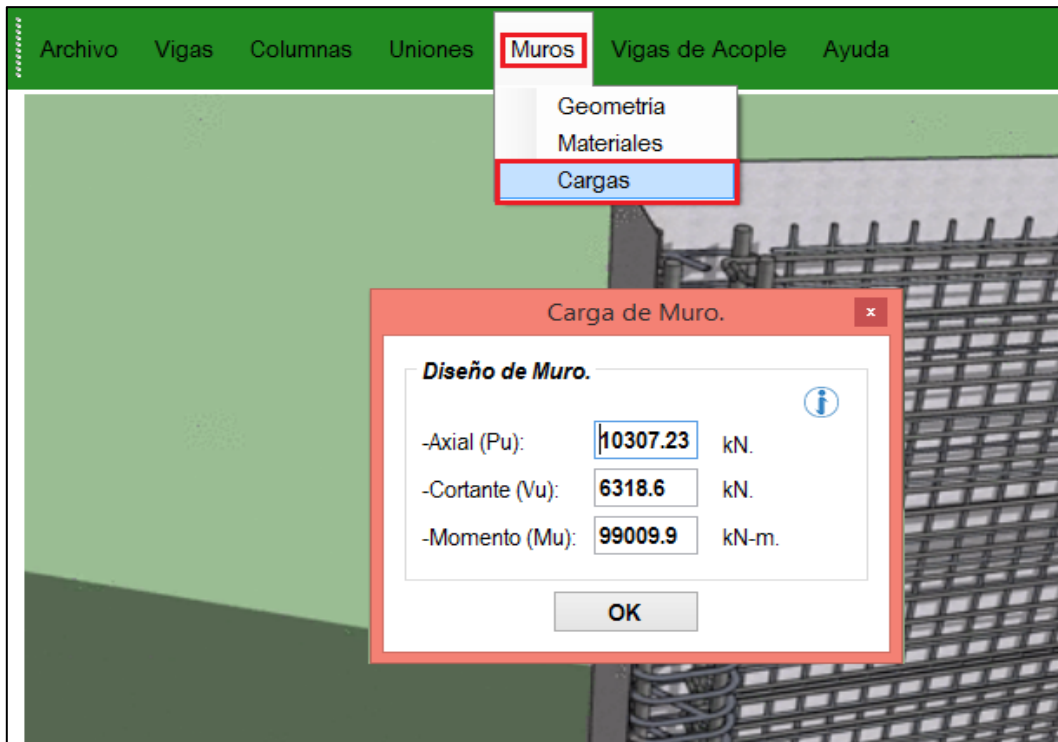 Archivo Vigas Columnas Uniones Muros Vigas de Acople Ayuda
Geometria
Materiales
Cargas
Carga de Muro.
x
Diseño de Muro.
i
-Axial (Pu): 10307.23 kN.
-Cortante (Vu): 6318.6 kN.
-Momento (Mu): 99009.9 kN-m.
OK